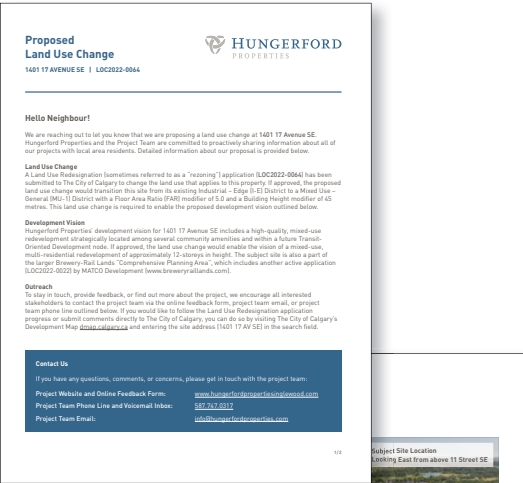 Proposed
Land Use Change
1401 17 AVENUE SE | LOC2022-0064
HUNGERFORD
PROPERTIES
Hello Neighbour!
We are reaching out to let you know that we are proposing a land use change at 1401 17 Avenue SE.
Hungerford Properties and the Project Team are committed to proactively sharing information about all of
our projects with local area residents. Detailed information about our proposal is provided below.
Land Use Change
A Land Use Redesignation (sometimes referred to as a "rezoning") application (LOC2022-0064) has been
submitted to The City of Calgary to change the land use that applies to this property. If approved, the proposed
land use change would transition this site from its existing Industrial – Edge (I-E) District to a Mixed Use –
General (MU-1) District with a Floor Area Ratio (FAR) modifier of 5.0 and a Building Height modifier of 45
metres. This land use change is required to enable the proposed development vision outlined below.
Development Vision
Hungerford Properties' development vision for 1401 17 Avenue SE includes a high-quality, mixed-use
redevelopment strategically located among several community amenities and within a future Transit-
Oriented Development node. If approved, the land use change would enable the vision of a mixed-use,
multi-residential redevelopment of approximately 12-storeys in height. The subject site is also a part of
the larger Brewery-Rail Lands "Comprehensive Planning Area", which includes another active application
(LOC2022-0022) by MATCO Development (www.breweryraillands.com).
Outreach
To stay in touch, provide feedback, or find out more about the project, we encourage all interested
stakeholders to contact the project team via the online feedback form, project team email, or project
team phone line outlined below. If you would like to follow the Land Use Redesignation application
progress or submit comments directly to The City of Calgary, you can do so by visiting The City of Calgary's
Development Map dmap.calgary.ca and entering the site address (1401 17 AV SE) in the search field.
Contact Us
If you have any questions, comments, or concerns, please get in touch with the project team:
Project Website and Online Feedback Form: www.hungerfordpropertiesinglewood.com
Project Team Phone Line and Voicemail Inbox: 587.747.0317
Project Team Email: info@hungerfordproperties.com
1/2
Subject Site Location
Looking East from above 11 Street SE